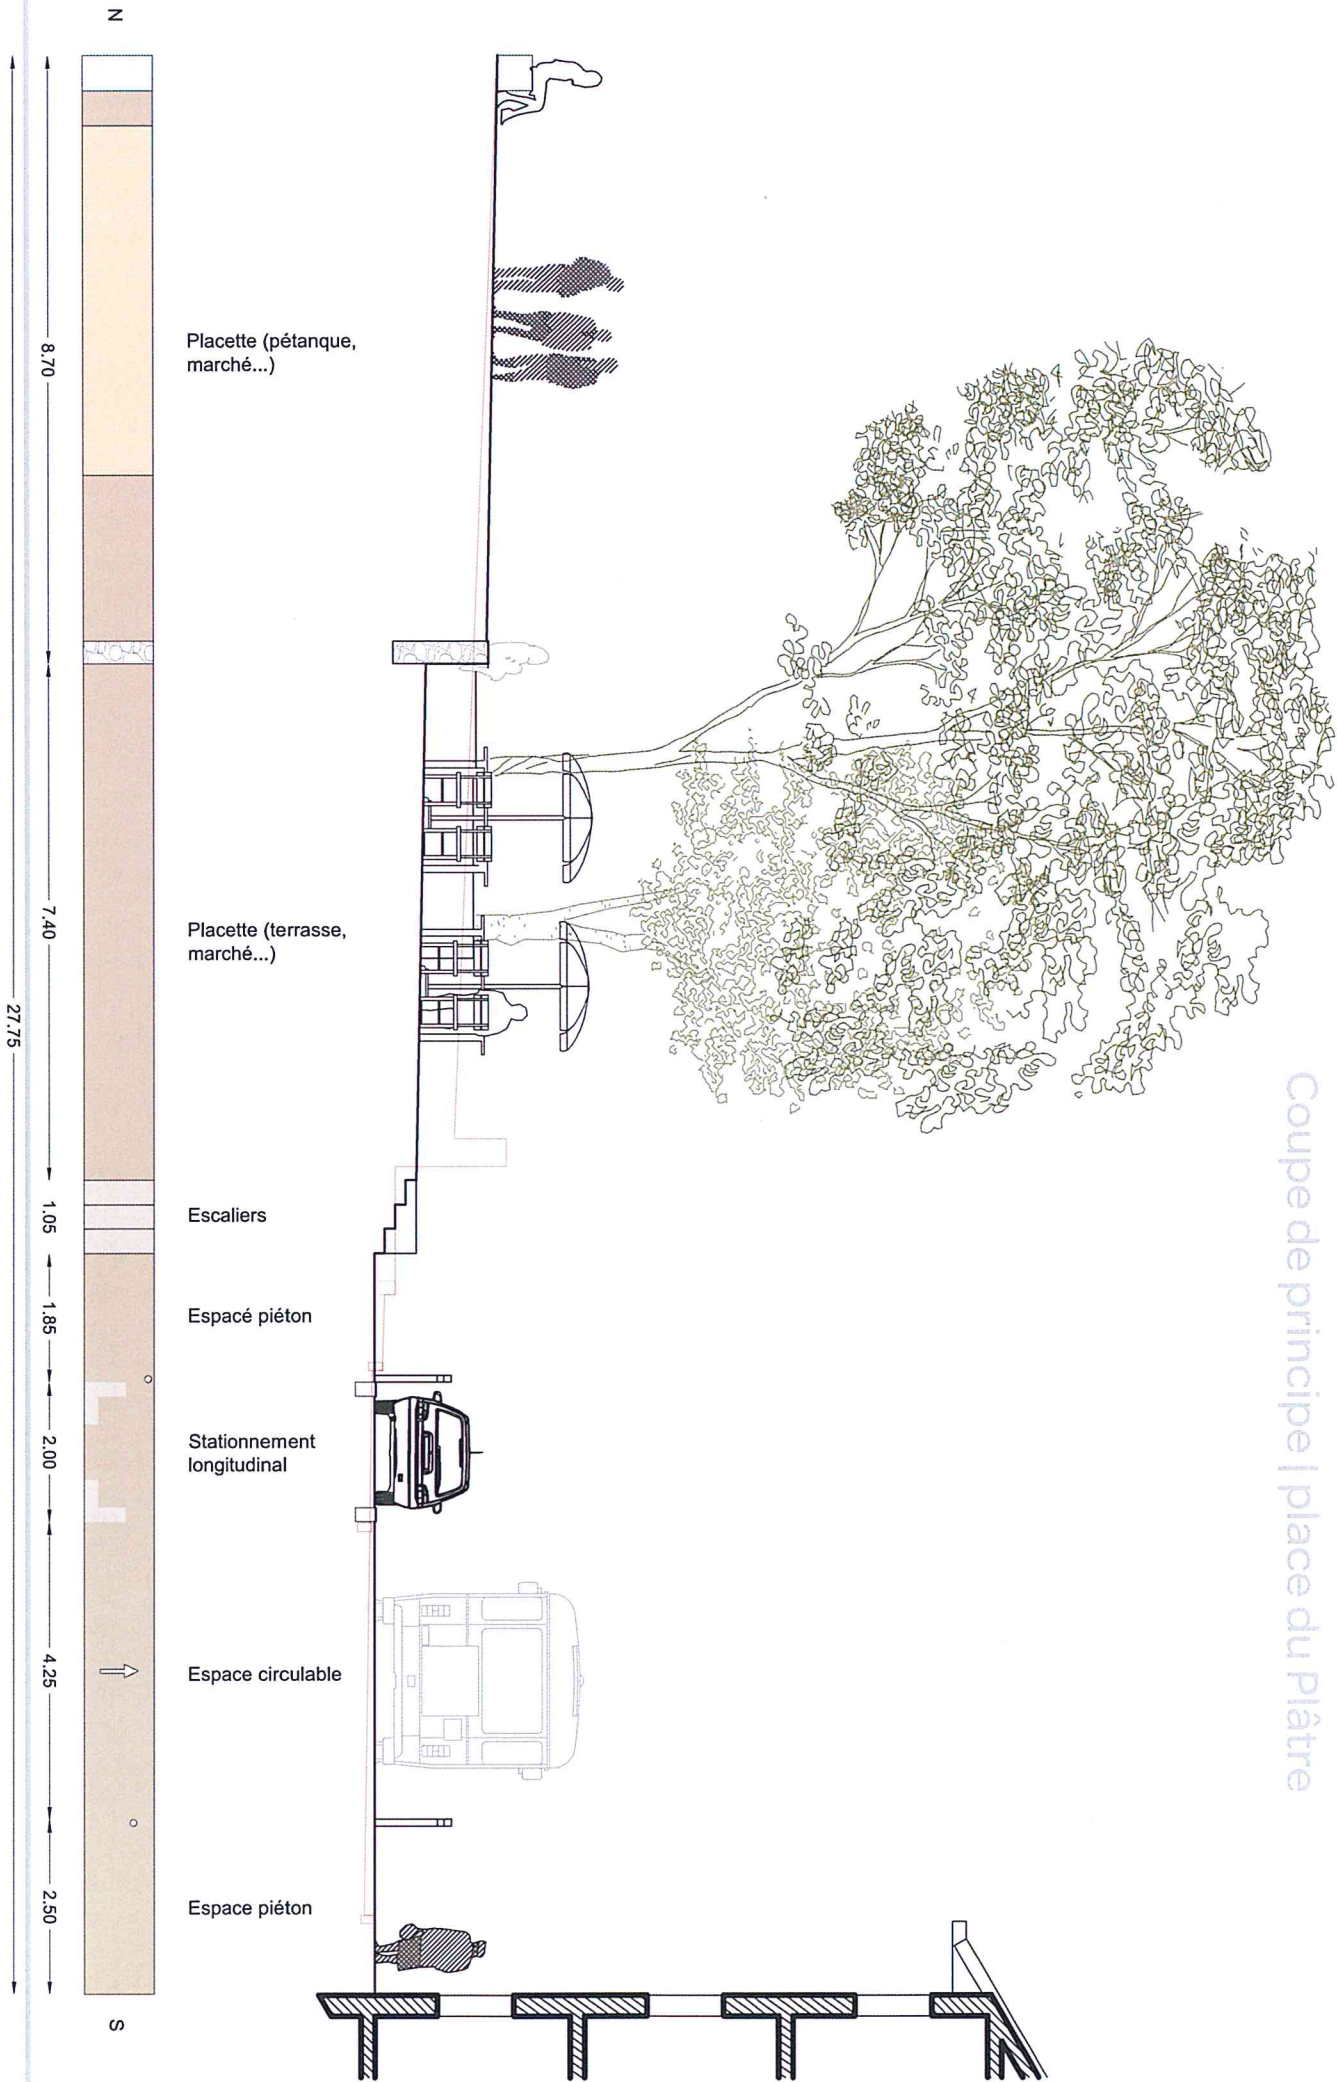 Coupe de principe | place du Plâtre
N
Placette (pétanque,
marché...)
Placette (terrasse,
marché...)
Escaliers
Espacé piéton
Stationnement
longitudinal
Espace circulable
Espace piéton
S
8.70
7.40
1.05
1.85
2.00
4.25
2.50
27.75